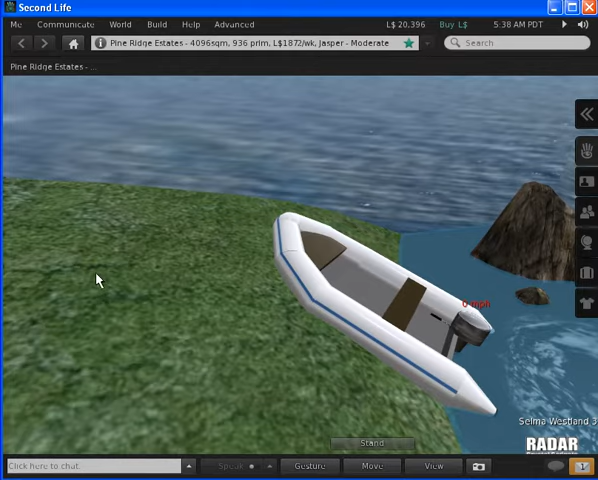 Second Life
Me Communicate World Build Help Advanced L$ 20,396 Buy L$ 5:38 AM PDT
Pine Ridge Estates - 4096sqm, 936 prim, L$1872/wk, Jasper - Moderate Search
Pine Ridge Estates - ...
0 mph
Selma Westland 3
RADAR
Stand
Click here to chat Speak Gesture Move View 1